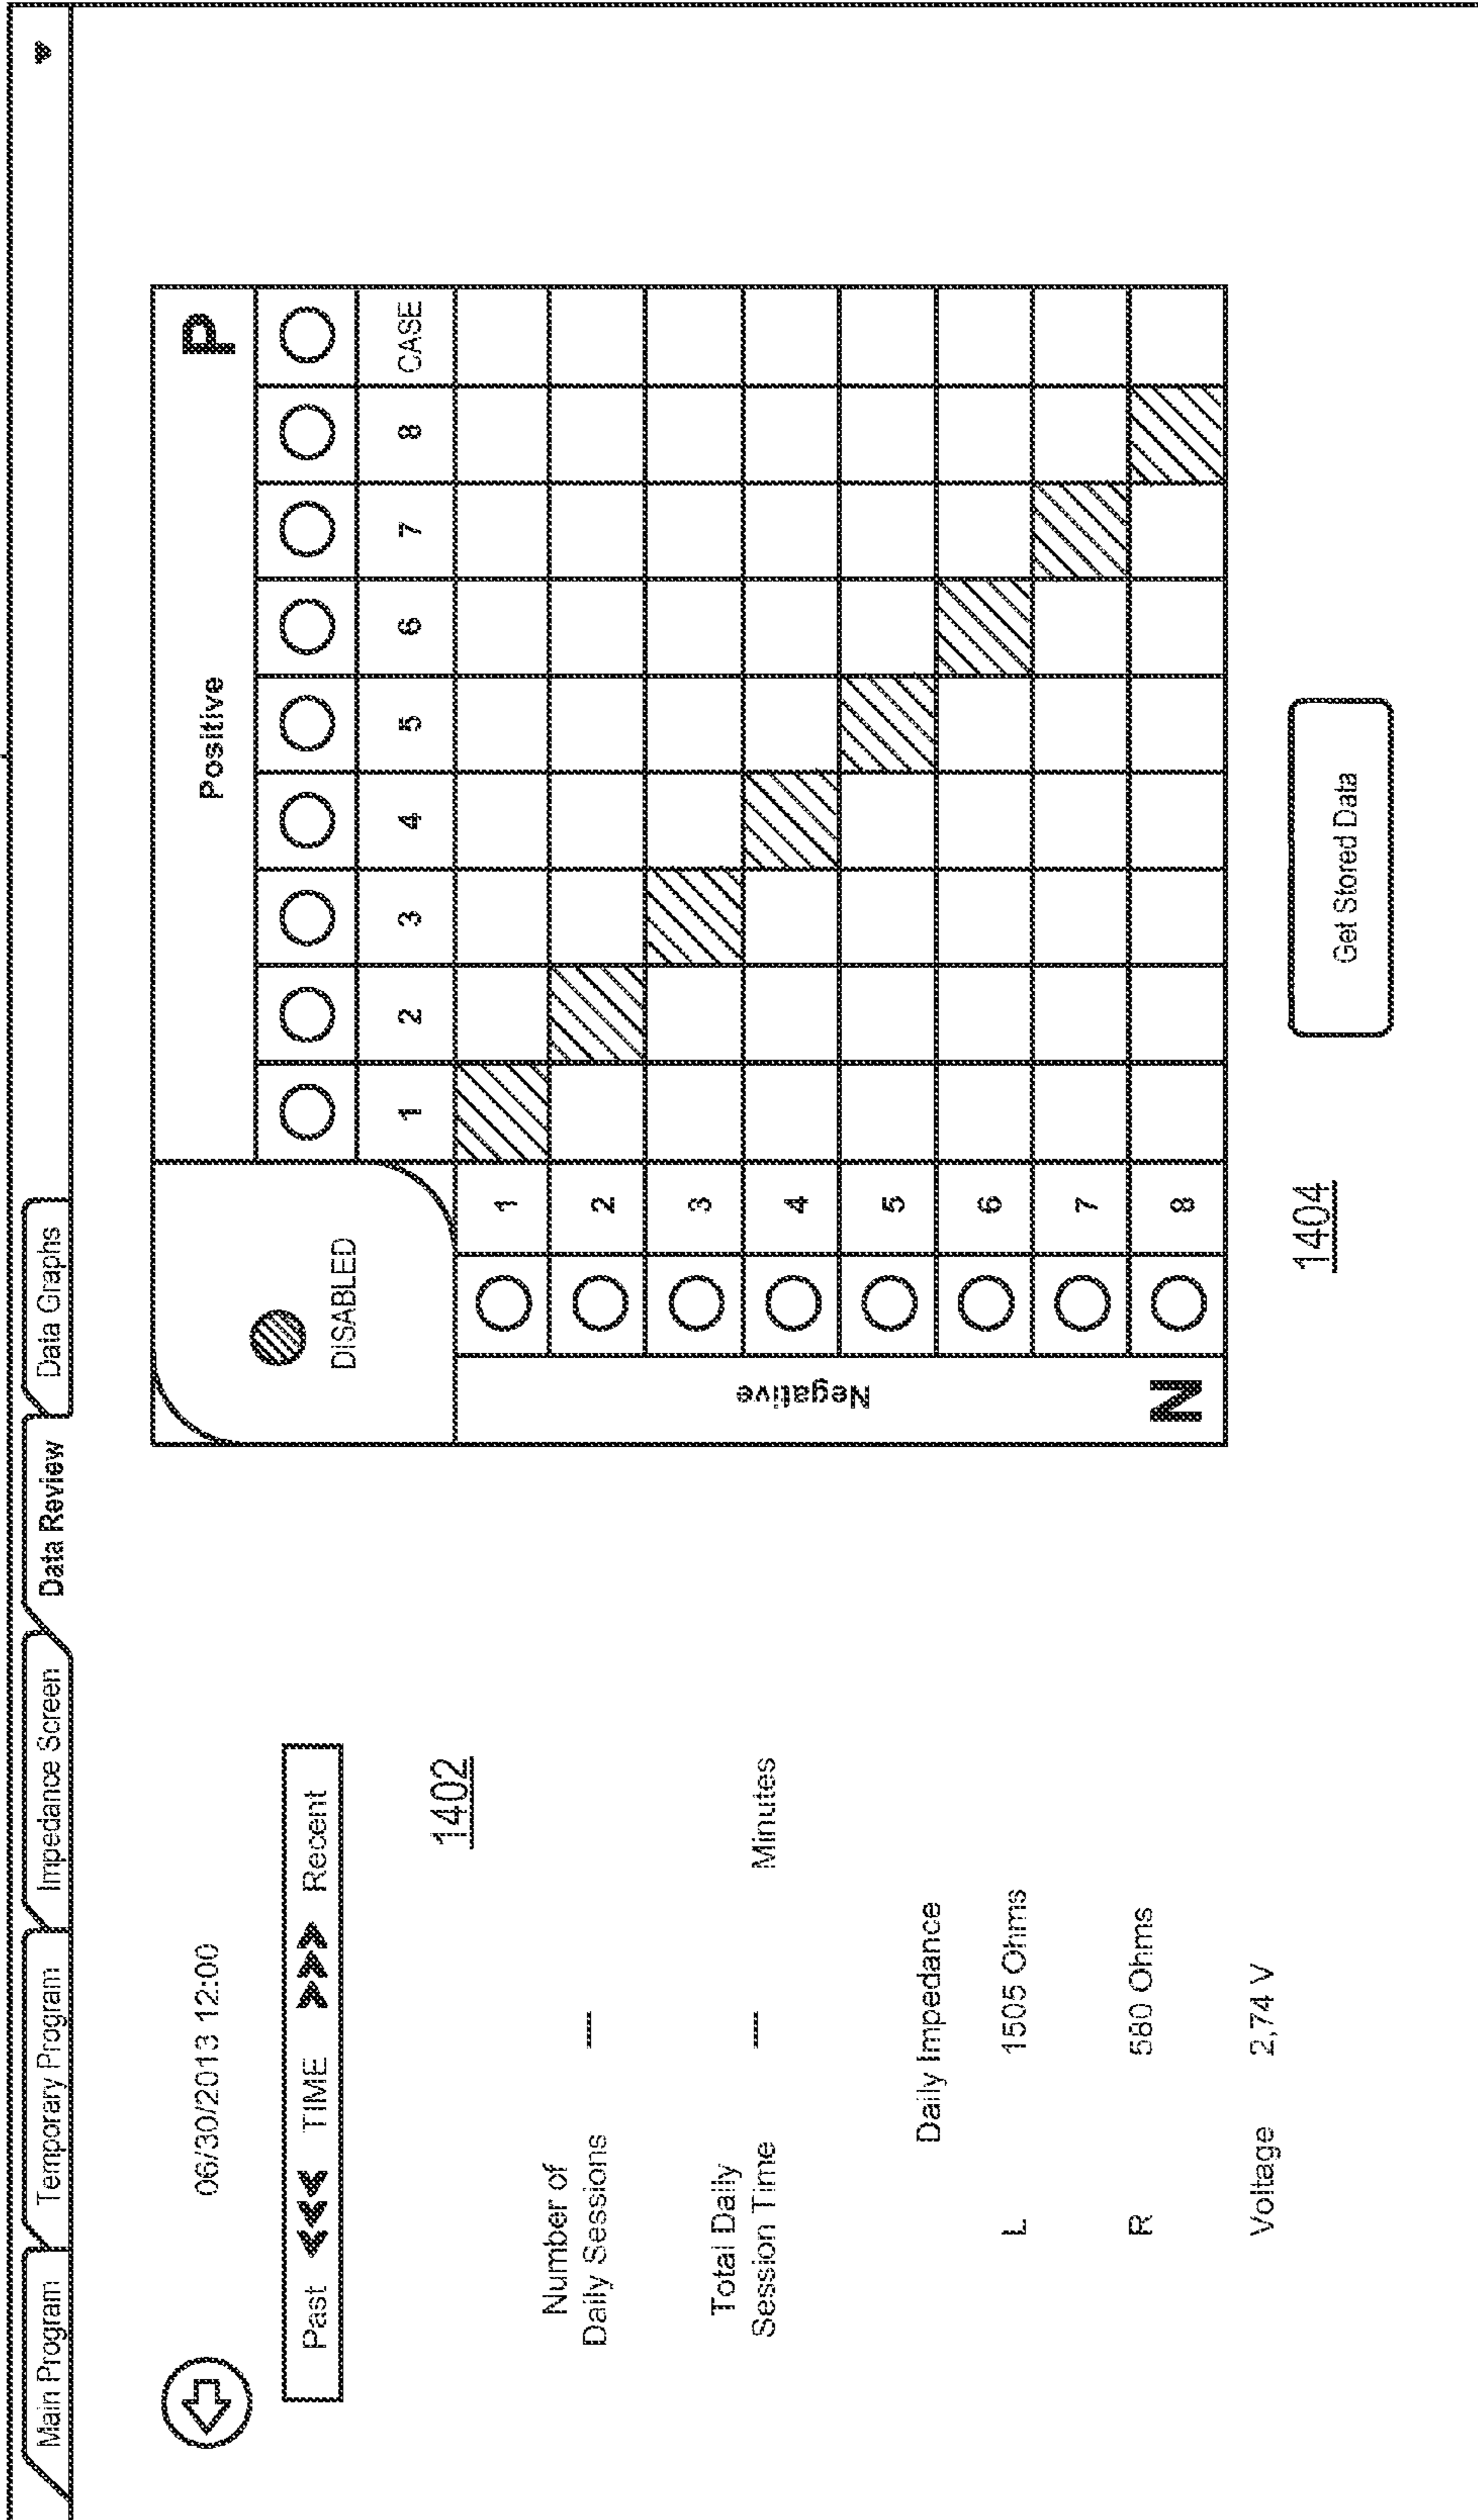 Main Program
Temporary Program
Impedance Screen
Data Review
Data Graphs
06/30/2013 12:00
Past TIME Recent
1402
Number of
Daily Sessions ---
Total Daily
Session Time --- Minutes
Daily Impedance
L 1505 Ohms
R 580 Ohms
Voltage 2,74 V
DISABLED
Positive P
1 2 3 4 5 6 7 8 CASE
Negative
N
1
2
3
4
5
6
7
8
1404
Get Stored Data